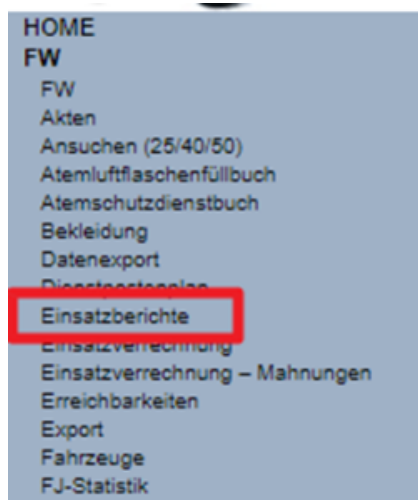 HOME
FW
FW
Akten
Ansuchen (25/40/50)
Atemluftflaschenfüllbuch
Atemschutzdienstbuch
Bekleidung
Datenexport
Dienstpostenplan
Einsatzberichte
Einsatzverrechnung
Einsatzverrechnung – Mahnungen
Erreichbarkeiten
Export
Fahrzeuge
FJ-Statistik